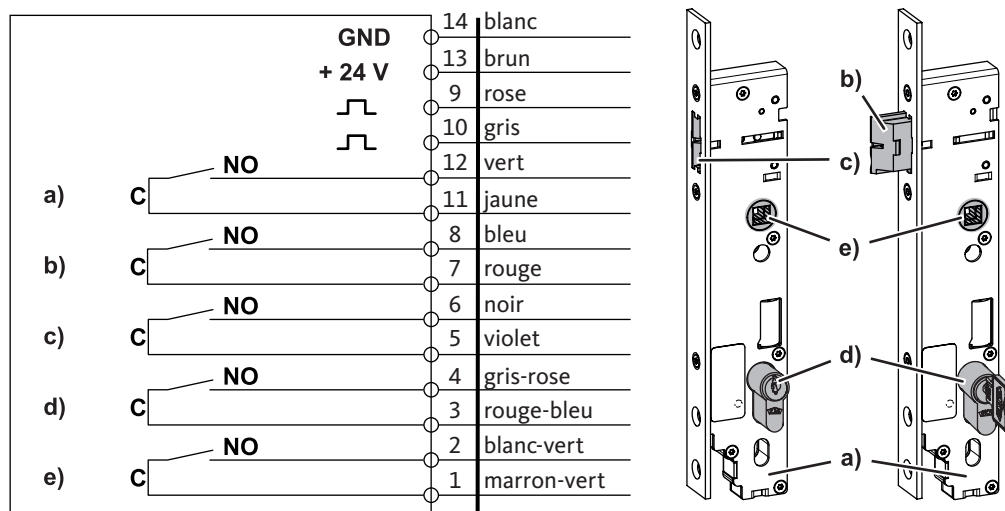 GND 14 blanc
+ 24 V 13 brun
9 rose
10 gris
NO 12 vert
a) C 11 jaune
NO 8 bleu
b) C 7 rouge
NO 6 noir
c) C 5 violet
NO 4 gris-rose
d) C 3 rouge-bleu
NO 2 blanc-vert
e) C 1 marron-vert
b)
c)
e)
d)
a)